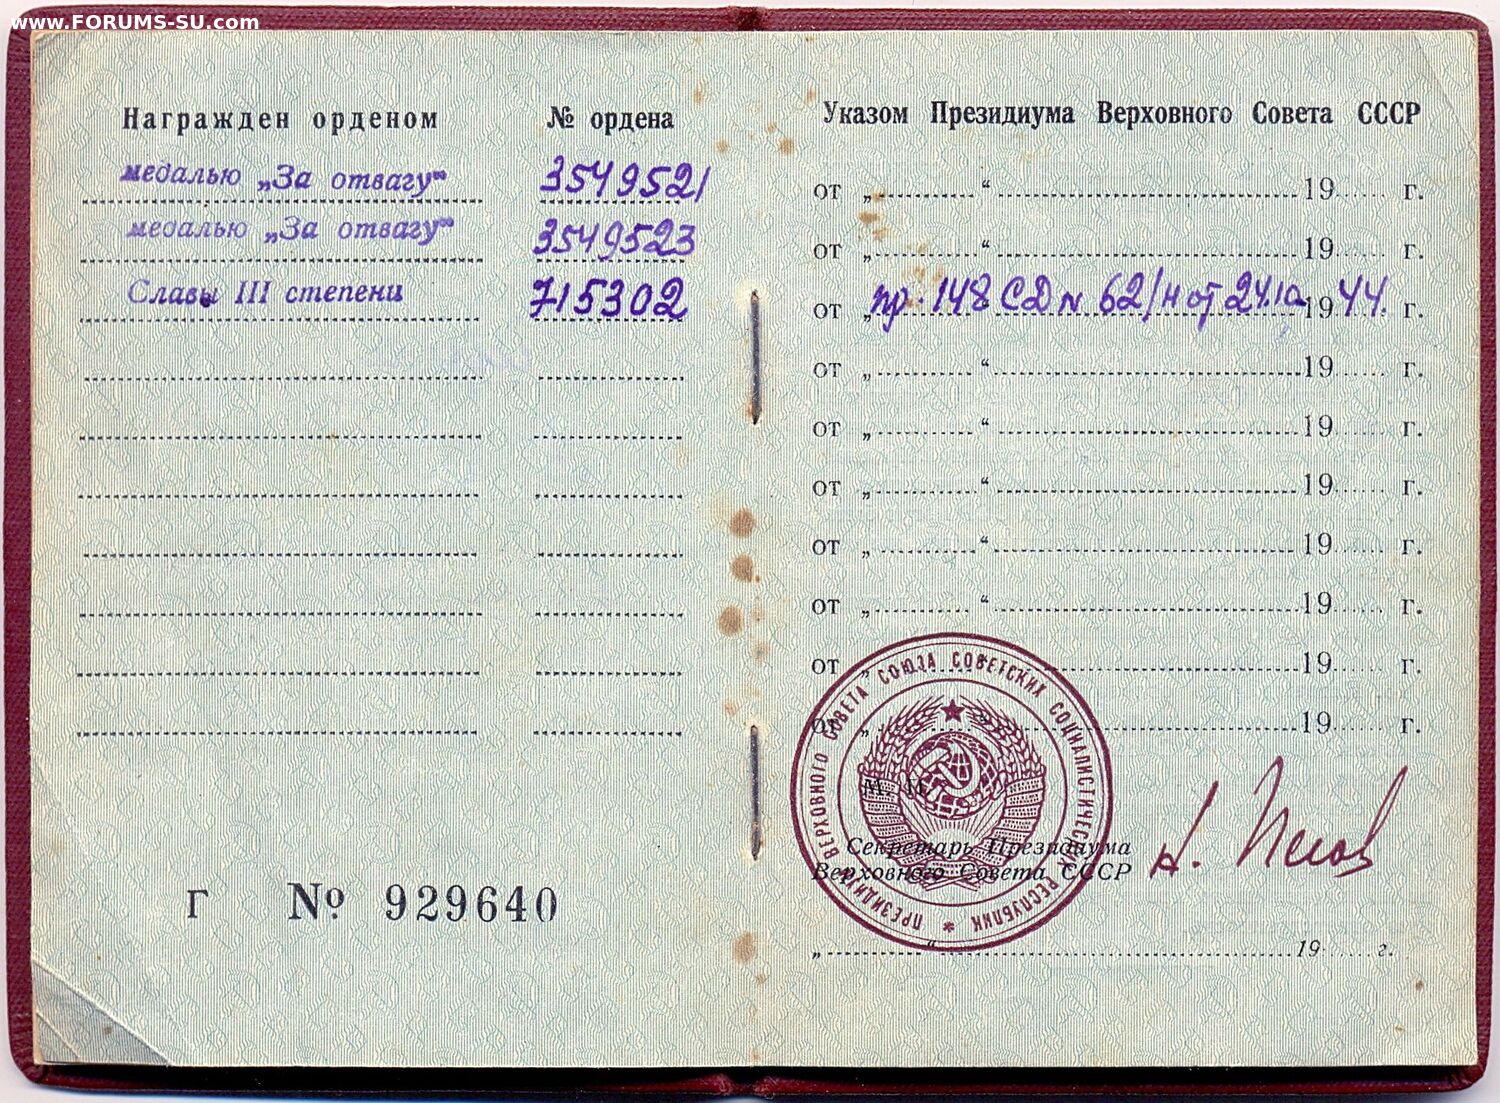 www.FORUMS-SU.com
Награжден орденом № ордена
медалью „За отвагу“ 3549521
медалью „За отвагу“ 3549523
Славы III степени 715302
Г № 929640
Указом Президиума Верховного Совета СССР
от „ “ 19 г.
от „ “ 19 г.
от „ пр. 148 СД № 62/н от 24.10 1944. г.
от „ “ 19 г.
от „ “ 19 г.
от „ “ 19 г.
от „ “ 19 г.
от „ “ 19 г.
от „ “ 19 г.
от „ “ 19 г.
М. П.
ПРЕЗИДИУМ ВЕРХОВНОГО СОВЕТА СОЮЗА СОВЕТСКИХ СОЦИАЛИСТИЧЕСКИХ РЕСПУБЛИК *
Секретарь Президиума
Верховного Совета СССР
„ “ 19 г.